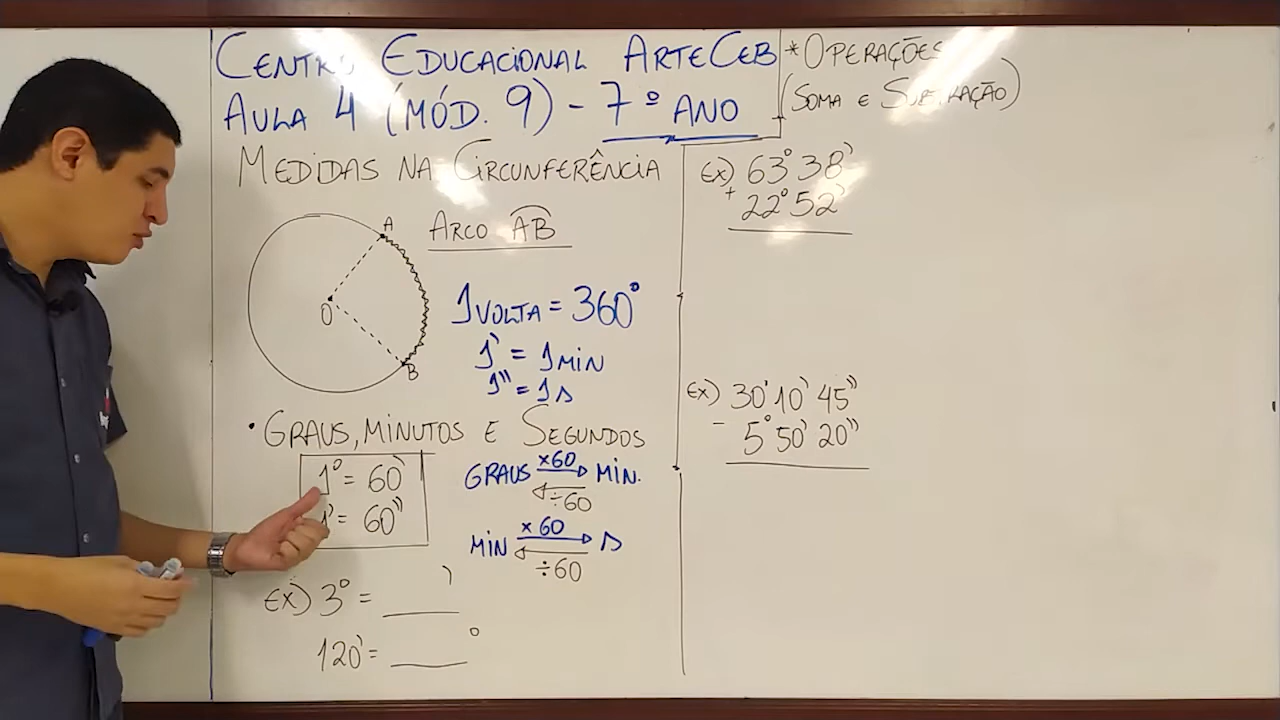 CENTRO EDUCACIONAL ARTECEB
AULA 4 (MÓD. 9) - 7º ANO
MEDIDAS NA CIRCUNFERÊNCIA
A
ARCO AB
O
B
1 VOLTA = 360°
1' = 1 MIN
1'' = 1 s
• GRAUS, MINUTOS E SEGUNDOS
1° = 60'
1' = 60''
GRAUS ×60 MIN.
÷60
MIN ×60 s
÷60
EX) 3° = ____ '
120' = ____ °
* OPERAÇÕES
(SOMA E SUBTRAÇÃO)
EX) 63° 38'
+ 22° 52'
EX) 30' 10' 45''
- 5° 50' 20''